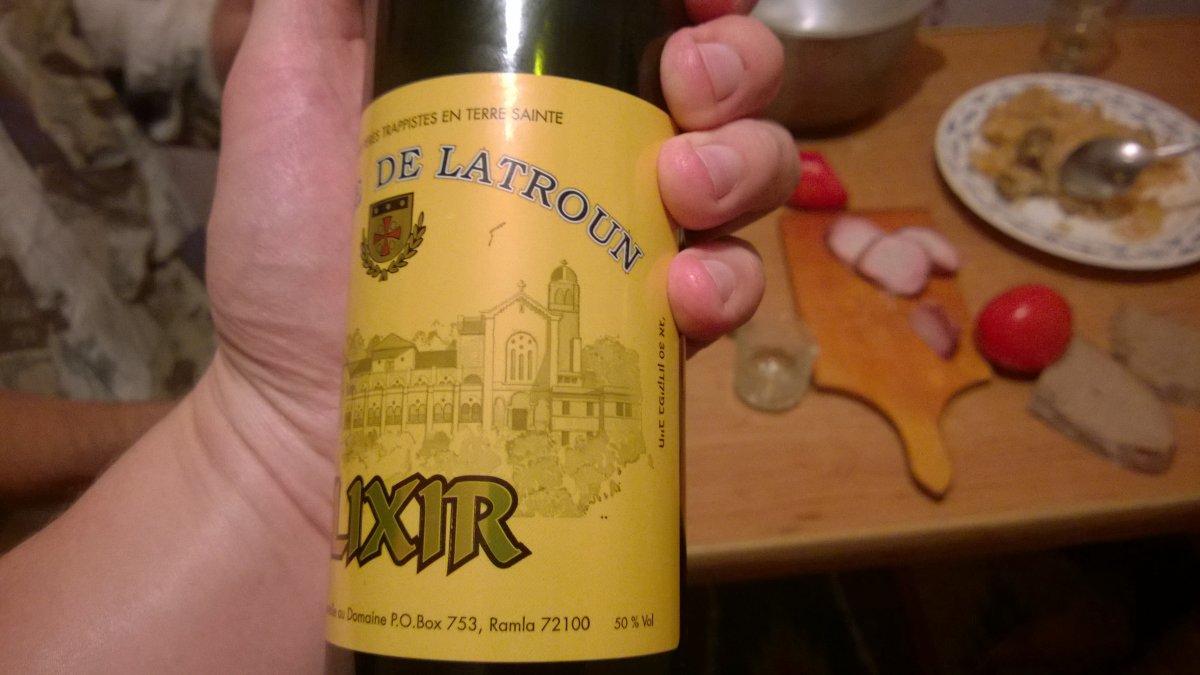 TRAPPISTES EN TERRE SAINTE
DE LATROUN
LIXIR
au Domaine P.O.Box 753, Ramla 72100 50 % Vol